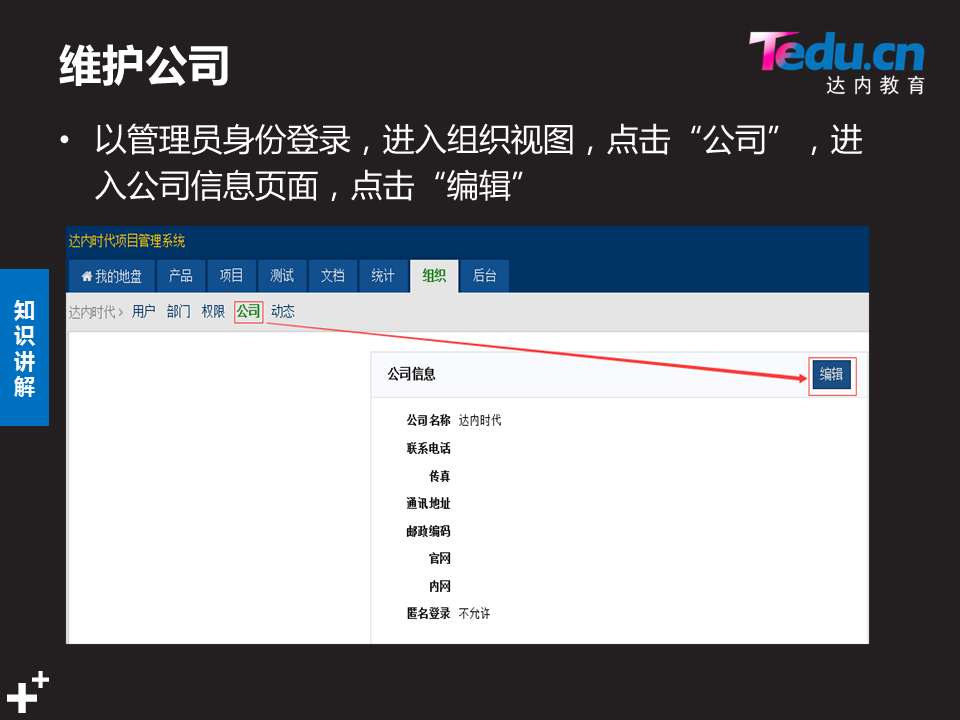 维护公司
Tedu.cn
达内教育
• 以管理员身份登录，进入组织视图，点击“公司”，进
入公司信息页面，点击“编辑”
知
识
讲
解
达内时代项目管理系统
我的地盘 产品 项目 测试 文档 统计 组织 后台
达内时代 › 用户 部门 权限 公司 动态
公司信息 编辑
公司名称 达内时代
联系电话
传真
通讯地址
邮政编码
官网
内网
匿名登录 不允许